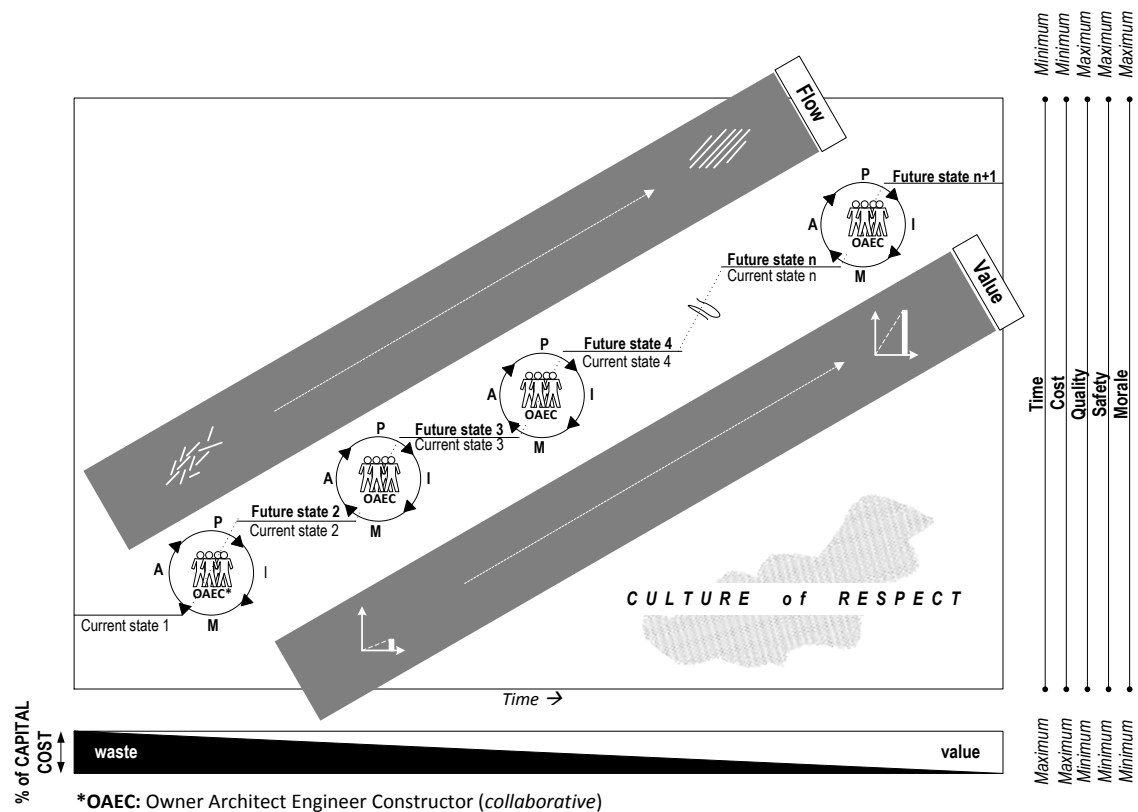 Minimum
Minimum
Maximum
Maximum
Maximum
Flow
P
Future state n+1
A
I
OAEC
M
Future state n
Current state n
Value
P
Future state 4
Current state 4
A
I
OAEC
M
P
Future state 3
Current state 3
A
I
OAEC
M
P
Future state 2
Current state 2
A
I
OAEC*
M
Current state 1
CULTURE of RESPECT
Time
Cost
Quality
Safety
Morale
Time →
Maximum
Maximum
Minimum
Minimum
Minimum
% of CAPITAL
COST
waste
value
*OAEC: Owner Architect Engineer Constructor (collaborative)